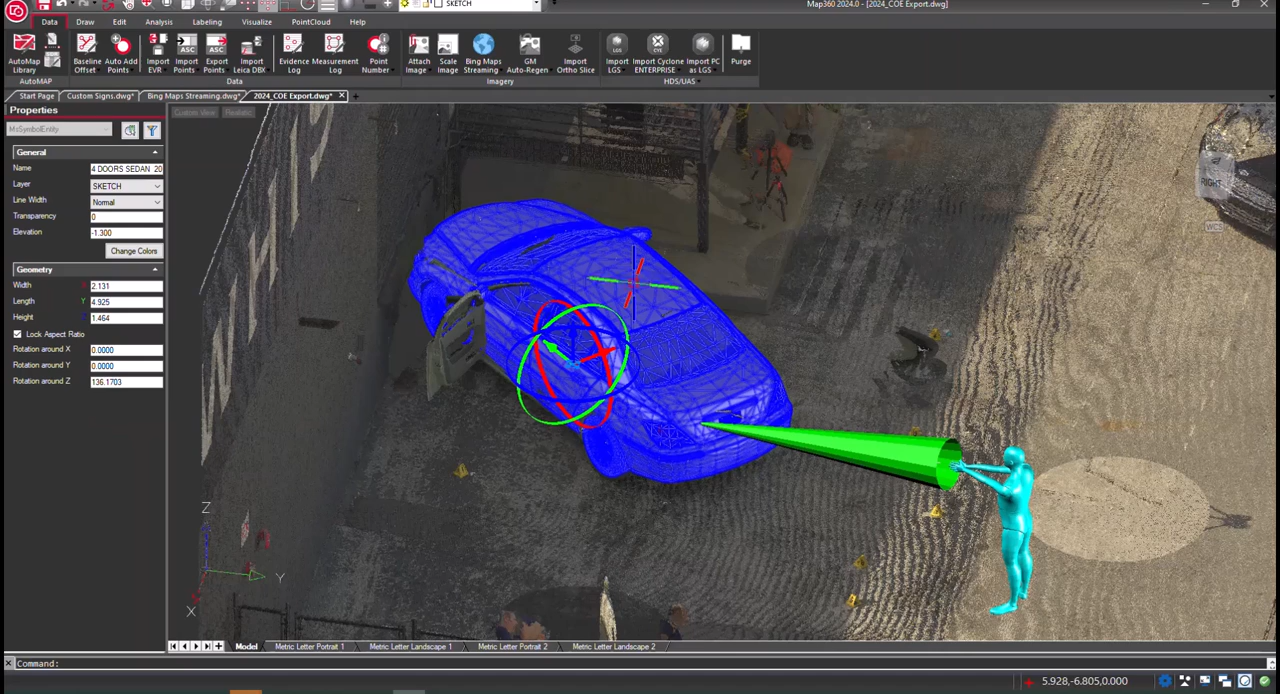 SKETCH
Map360 2024.0 - [2024_COE Export.dwg*]
Data Draw Edit Analysis Labeling Visualize PointCloud Help
AutoMap Library
Baseline Offset
Auto Add Points
Import EVR
Import Points
Export Points
Import Leica DBX
Evidence Log
Measurement Log
Point Number
Attach Image
Scale Image
Bing Maps Streaming
GM Auto-Regen
Import Ortho Slice
Import LGS
Import Cyclone ENTERPRISE
Import PC as LGS
Purge
AutoMAP Data Imagery HDS/UAS
Start Page Custom Signs.dwg* Bing Maps Streaming.dwg* 2024_COE Export.dwg* X
Properties
Custom View Realistic
MsSymbolEntity
General
Name 4 DOORS SEDAN 20
Layer SKETCH
Line Width Normal
Transparency 0
Elevation -1.300
Change Colors
Geometry
Width X 2.131
Length Y 4.925
Height Z 1.464
Lock Aspect Ratio
Rotation around X 0.0000
Rotation around Y 0.0000
Rotation around Z 136.1703
RIGHT
WCS
Z
Y
X
Model Metric Letter Portrait 1 Metric Letter Landscape 1 Metric Letter Portrait 2 Metric Letter Landscape 2
Command:
5.928,-6.805,0.000